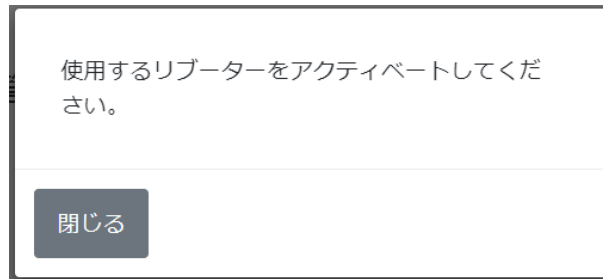 使用するリブーターをアクティベートしてくだ
さい。
閉じる